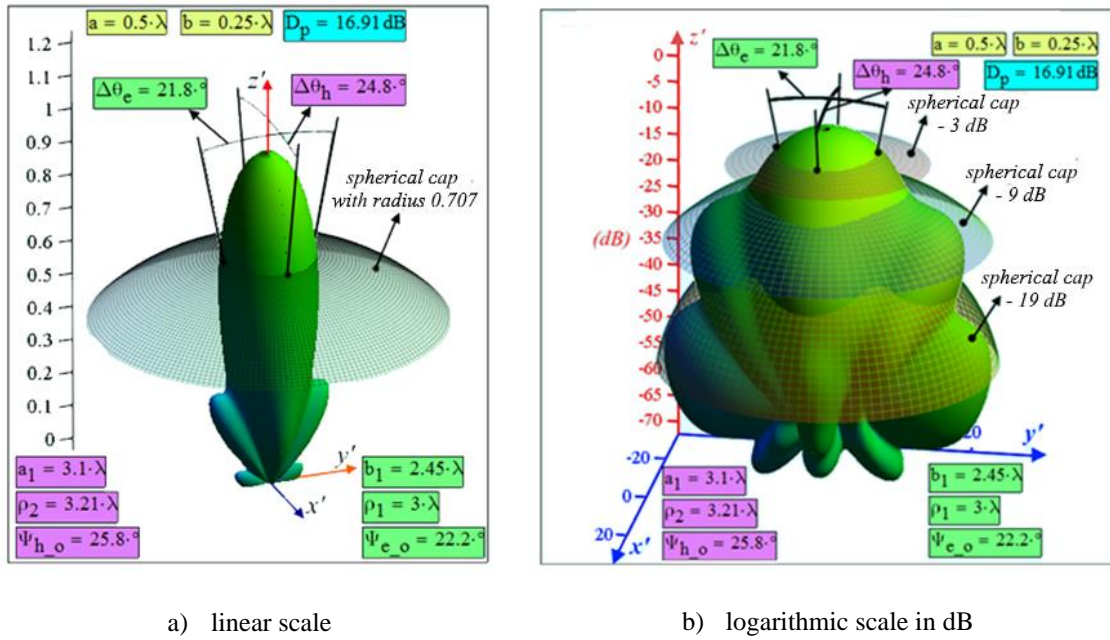 a = 0.5·λ b = 0.25·λ D_p = 16.91 dB
1.2
1.1
1
0.9
0.8
0.7
0.6
0.5
0.4
0.3
0.2
0.1
0
Δθ_e = 21.8·°
z'
Δθ_h = 24.8·°
spherical cap
with radius 0.707
y'
x'
a_1 = 3.1·λ
ρ_2 = 3.21·λ
Ψ_h_o = 25.8·°
b_1 = 2.45·λ
ρ_1 = 3·λ
Ψ_e_o = 22.2·°
a) linear scale
z'
Δθ_e = 21.8·°
a = 0.5·λ b = 0.25·λ
Δθ_h = 24.8·°
D_p = 16.91 dB
0
-5
-10
-15
-20
-25
-30
-35
(dB)
-40
-45
-50
-55
-60
-65
-70
spherical cap
- 3 dB
spherical cap
- 9 dB
spherical cap
- 19 dB
20
y'
-20
0
20
x'
a_1 = 3.1·λ
ρ_2 = 3.21·λ
Ψ_h_o = 25.8·°
b_1 = 2.45·λ
ρ_1 = 3·λ
Ψ_e_o = 22.2·°
b) logarithmic scale in dB